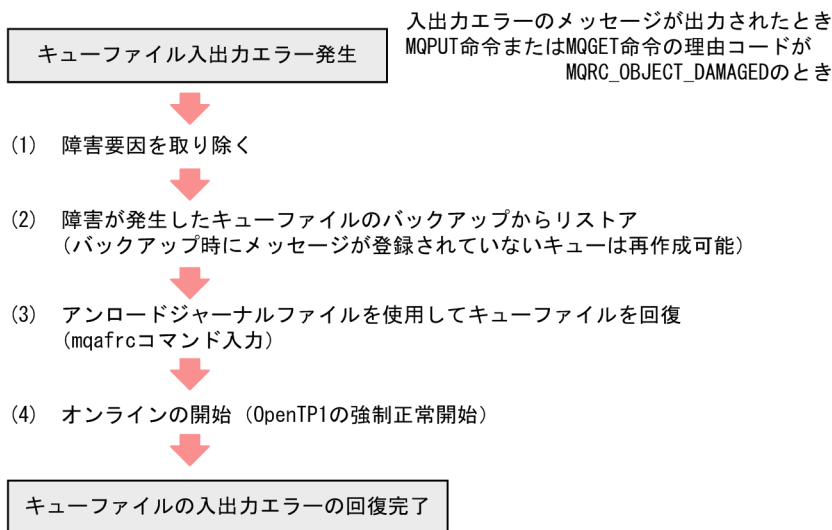 入出力エラーのメッセージが出力されたとき
キューファイル入出力エラー発生
MQPUT命令またはMQGET命令の理由コードが
MQRC_OBJECT_DAMAGEDのとき
(1) 障害要因を取り除く
(2) 障害が発生したキューファイルのバックアップからリストア
(バックアップ時にメッセージが登録されていないキューは再作成可能)
(3) アンロードジャーナルファイルを使用してキューファイルを回復
(mqafrcコマンド入力)
(4) オンラインの開始(OpenTP1の強制正常開始)
キューファイルの入出力エラーの回復完了